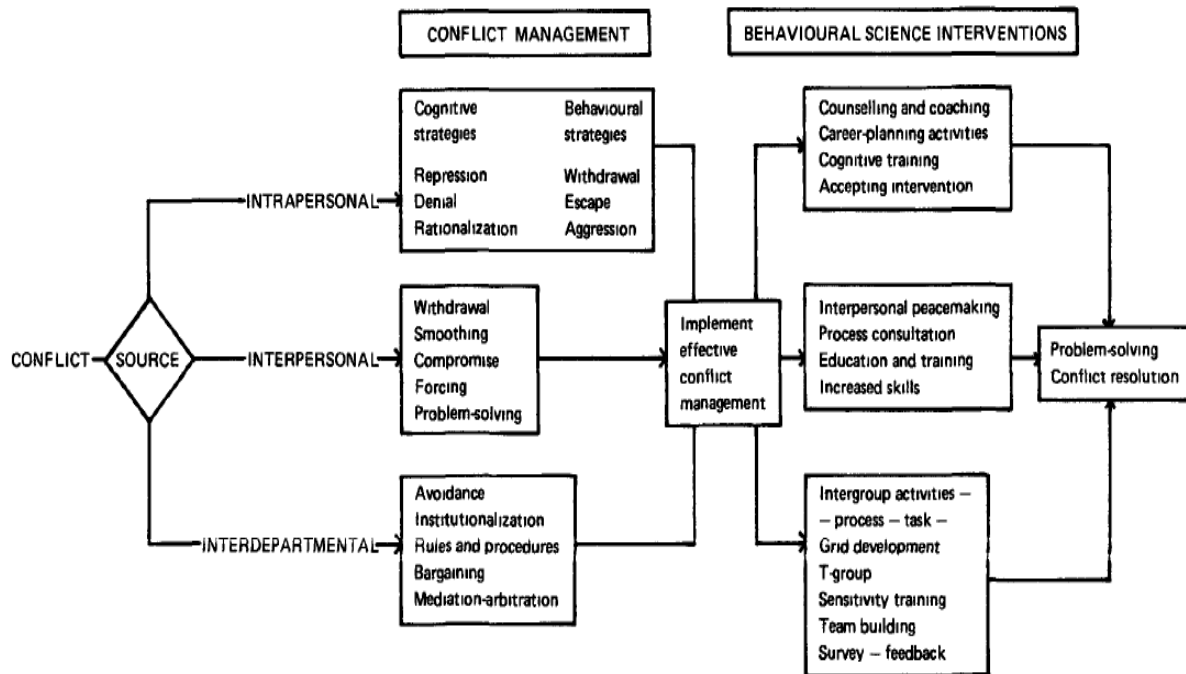 CONFLICT MANAGEMENT
BEHAVIOURAL SCIENCE INTERVENTIONS
CONFLICT
SOURCE
INTRAPERSONAL
INTERPERSONAL
INTERDEPARTMENTAL
Cognitive
strategies
Repression
Denial
Rationalization
Behavioural
strategies
Withdrawal
Escape
Aggression
Withdrawal
Smoothing
Compromise
Forcing
Problem-solving
Avoidance
Institutionalization
Rules and procedures
Bargaining
Mediation-arbitration
Implement
effective
conflict
management
Counselling and coaching
Career-planning activities
Cognitive training
Accepting intervention
Interpersonal peacemaking
Process consultation
Education and training
Increased skills
Intergroup activities —
— process — task —
Grid development
T-group
Sensitivity training
Team building
Survey — feedback
Problem-solving
Conflict resolution